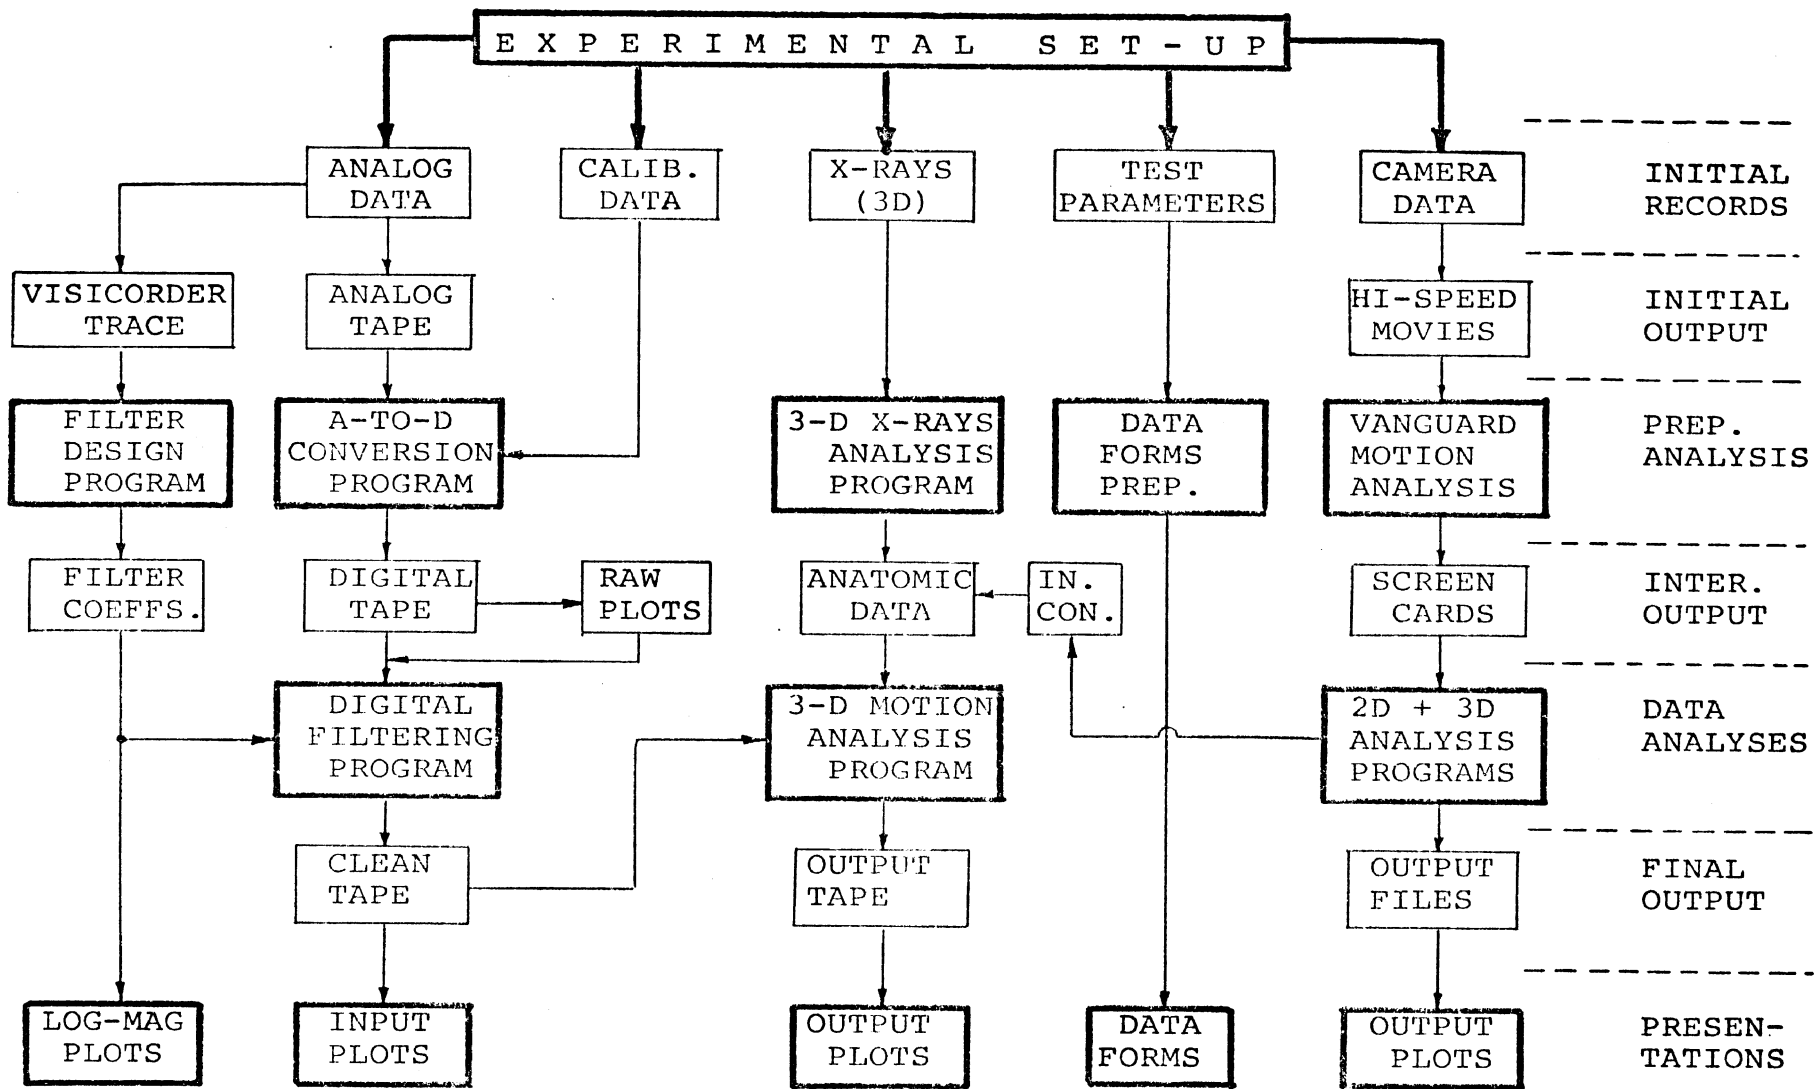 EXPERIMENTAL SET-UP
ANALOG
DATA
CALIB.
DATA
X-RAYS
(3D)
TEST
PARAMETERS
CAMERA
DATA
INITIAL
RECORDS
VISICORDER
TRACE
ANALOG
TAPE
HI-SPEED
MOVIES
INITIAL
OUTPUT
FILTER
DESIGN
PROGRAM
A-TO-D
CONVERSION
PROGRAM
3-D X-RAYS
ANALYSIS
PROGRAM
DATA
FORMS
PREP.
VANGUARD
MOTION
ANALYSIS
PREP.
ANALYSIS
FILTER
COEFFS.
DIGITAL
TAPE
RAW
PLOTS
ANATOMIC
DATA
IN.
CON.
SCREEN
CARDS
INTER.
OUTPUT
DIGITAL
FILTERING
PROGRAM
3-D MOTION
ANALYSIS
PROGRAM
2D + 3D
ANALYSIS
PROGRAMS
DATA
ANALYSES
CLEAN
TAPE
OUTPUT
TAPE
OUTPUT
FILES
FINAL
OUTPUT
LOG-MAG
PLOTS
INPUT
PLOTS
OUTPUT
PLOTS
DATA
FORMS
OUTPUT
PLOTS
PRESEN-
TATIONS